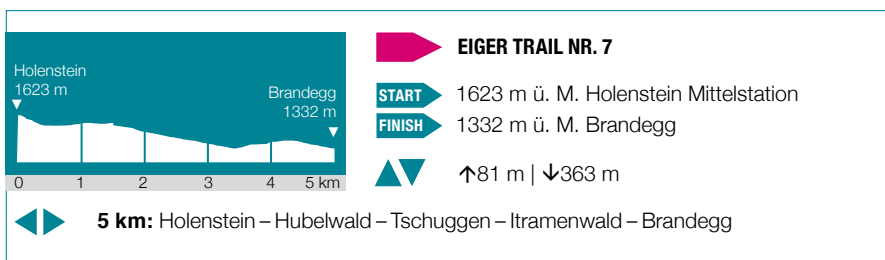 Holenstein
1623 m
Brandegg
1332 m
0 1 2 3 4 5 km
EIGER TRAIL NR. 7
START 1623 m ü. M. Holenstein Mittelstation
FINISH 1332 m ü. M. Brandegg
↑81 m | ↓363 m
5 km: Holenstein – Hubelwald – Tschuggen – Itramenwald – Brandegg